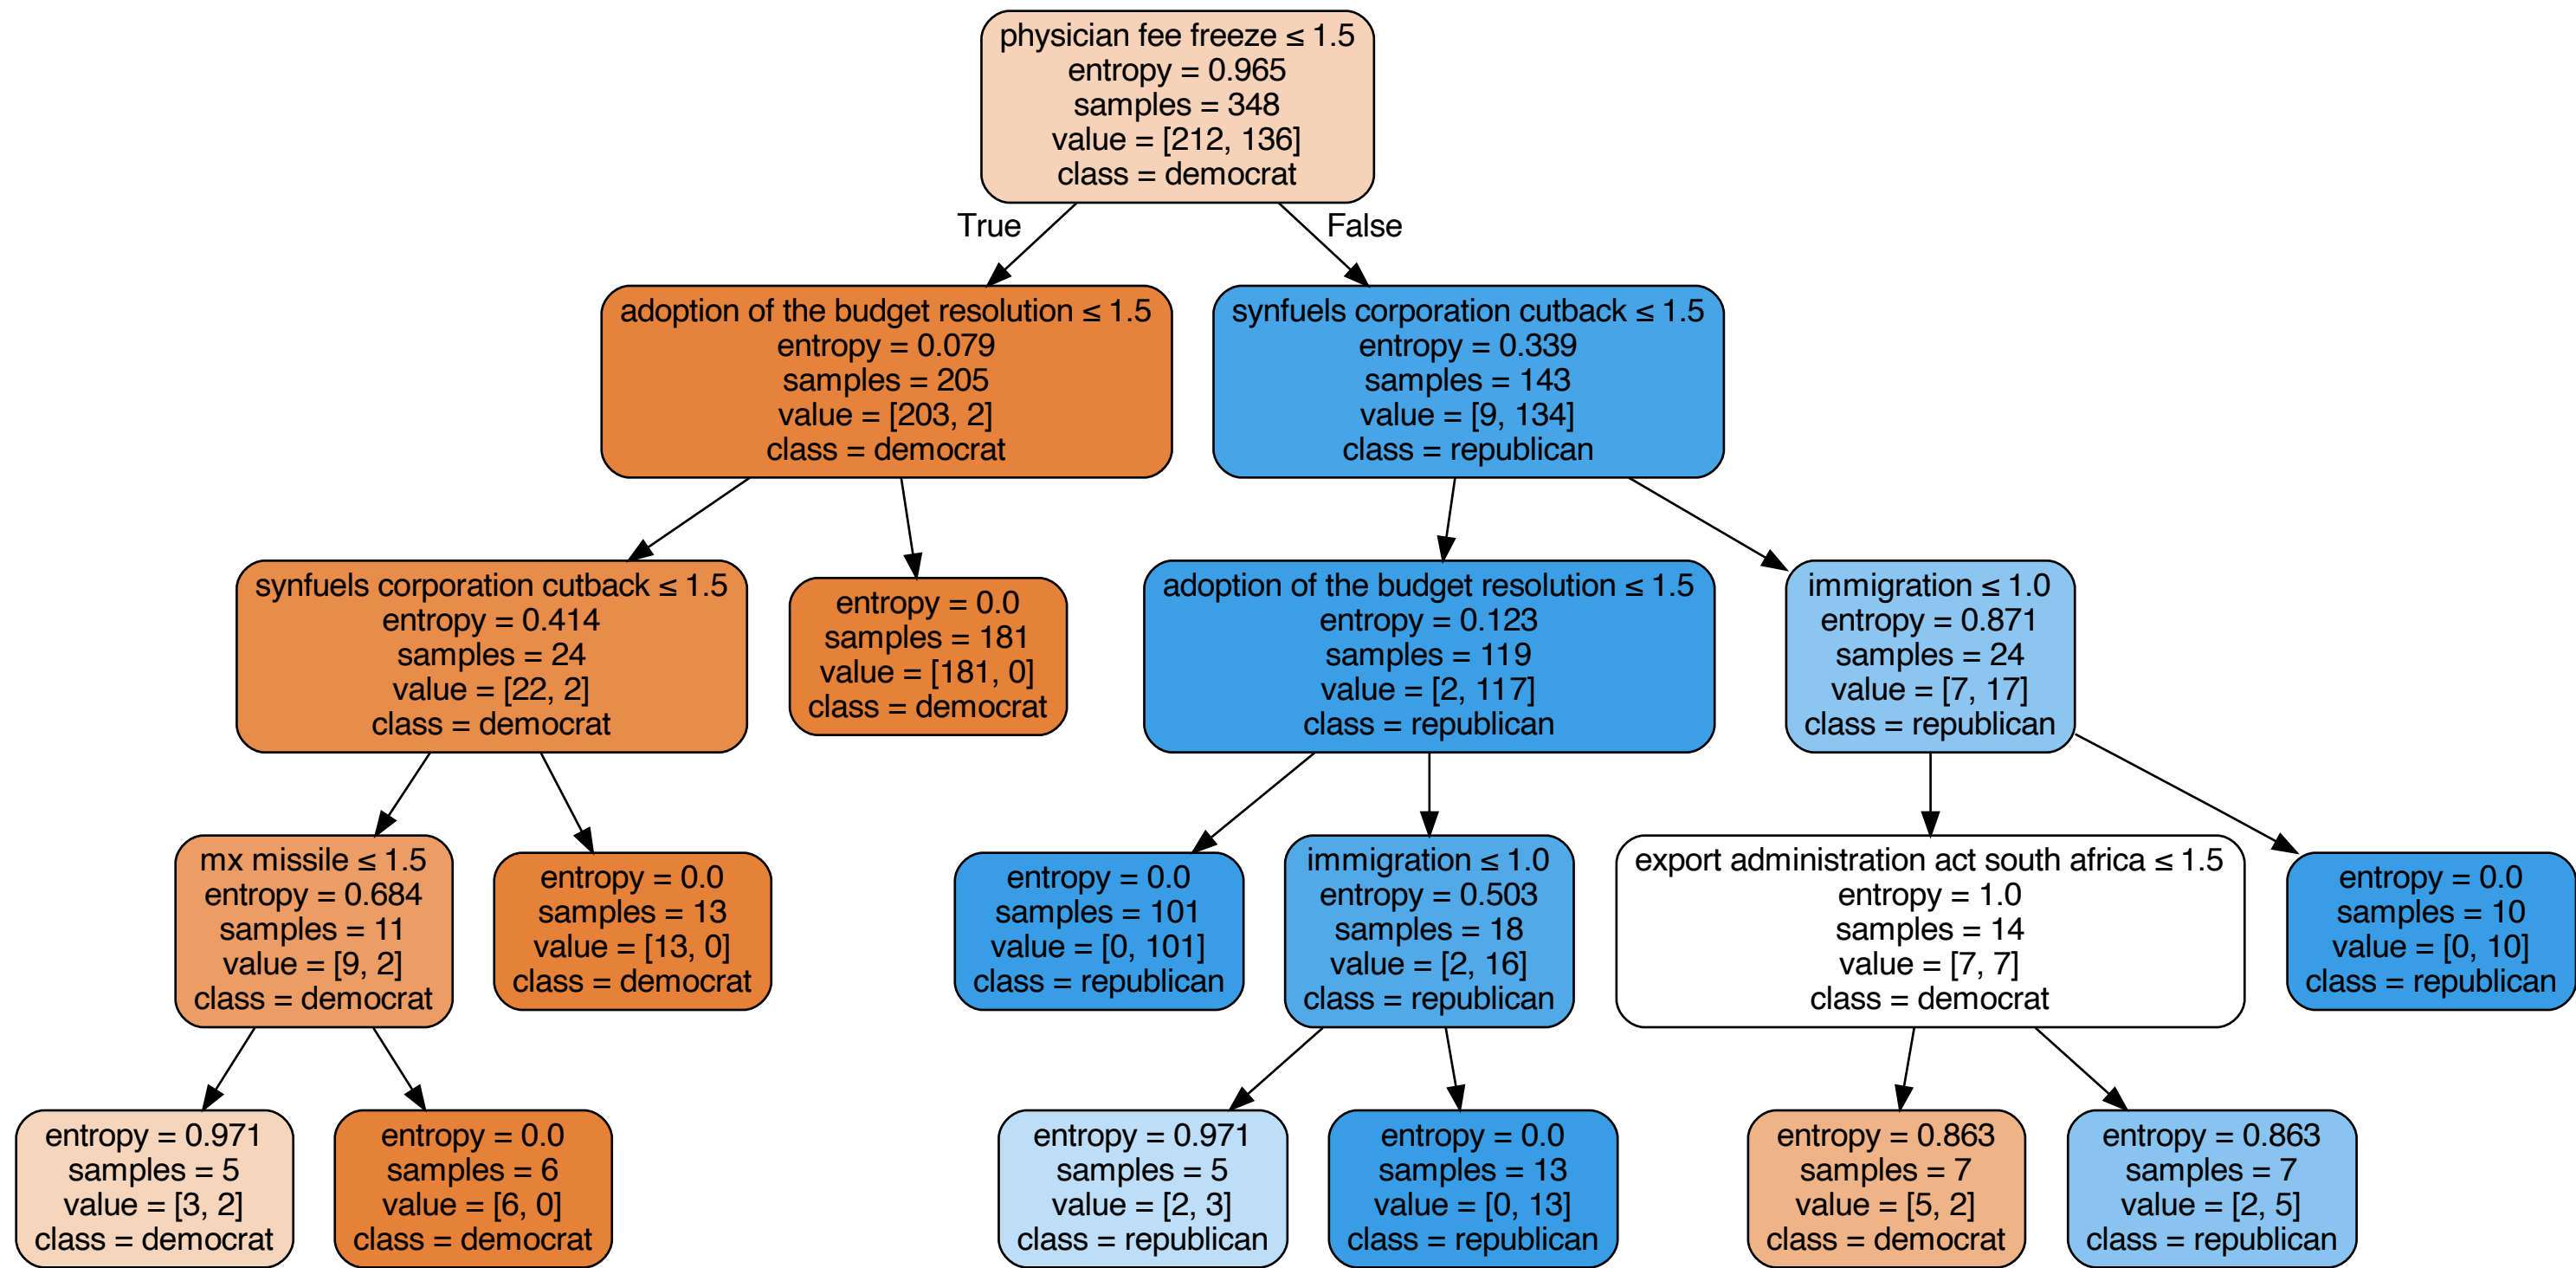 physician fee freeze ≤ 1.5
entropy = 0.965
samples = 348
value = [212, 136]
class = democrat
True
False
adoption of the budget resolution ≤ 1.5
entropy = 0.079
samples = 205
value = [203, 2]
class = democrat
synfuels corporation cutback ≤ 1.5
entropy = 0.339
samples = 143
value = [9, 134]
class = republican
synfuels corporation cutback ≤ 1.5
entropy = 0.414
samples = 24
value = [22, 2]
class = democrat
entropy = 0.0
samples = 181
value = [181, 0]
class = democrat
adoption of the budget resolution ≤ 1.5
entropy = 0.123
samples = 119
value = [2, 117]
class = republican
immigration ≤ 1.0
entropy = 0.871
samples = 24
value = [7, 17]
class = republican
mx missile ≤ 1.5
entropy = 0.684
samples = 11
value = [9, 2]
class = democrat
entropy = 0.0
samples = 13
value = [13, 0]
class = democrat
entropy = 0.0
samples = 101
value = [0, 101]
class = republican
immigration ≤ 1.0
entropy = 0.503
samples = 18
value = [2, 16]
class = republican
export administration act south africa ≤ 1.5
entropy = 1.0
samples = 14
value = [7, 7]
class = democrat
entropy = 0.0
samples = 10
value = [0, 10]
class = republican
entropy = 0.971
samples = 5
value = [3, 2]
class = democrat
entropy = 0.0
samples = 6
value = [6, 0]
class = democrat
entropy = 0.971
samples = 5
value = [2, 3]
class = republican
entropy = 0.0
samples = 13
value = [0, 13]
class = republican
entropy = 0.863
samples = 7
value = [5, 2]
class = democrat
entropy = 0.863
samples = 7
value = [2, 5]
class = republican